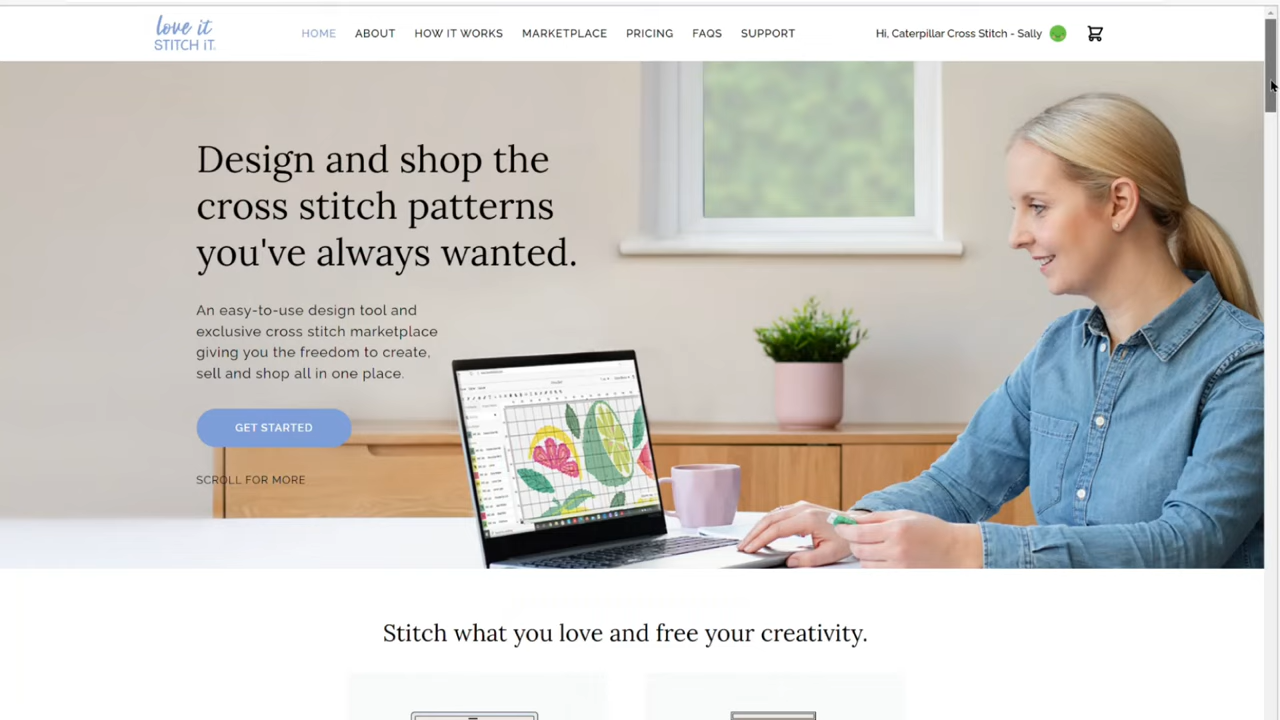 love it
STITCH IT.
HOME ABOUT HOW IT WORKS MARKETPLACE PRICING FAQS SUPPORT
Hi, Caterpillar Cross Stitch - Sally
Design and shop the
cross stitch patterns
you've always wanted.
An easy-to-use design tool and
exclusive cross stitch marketplace
giving you the freedom to create,
sell and shop all in one place.
GET STARTED
SCROLL FOR MORE
Stitch what you love and free your creativity.